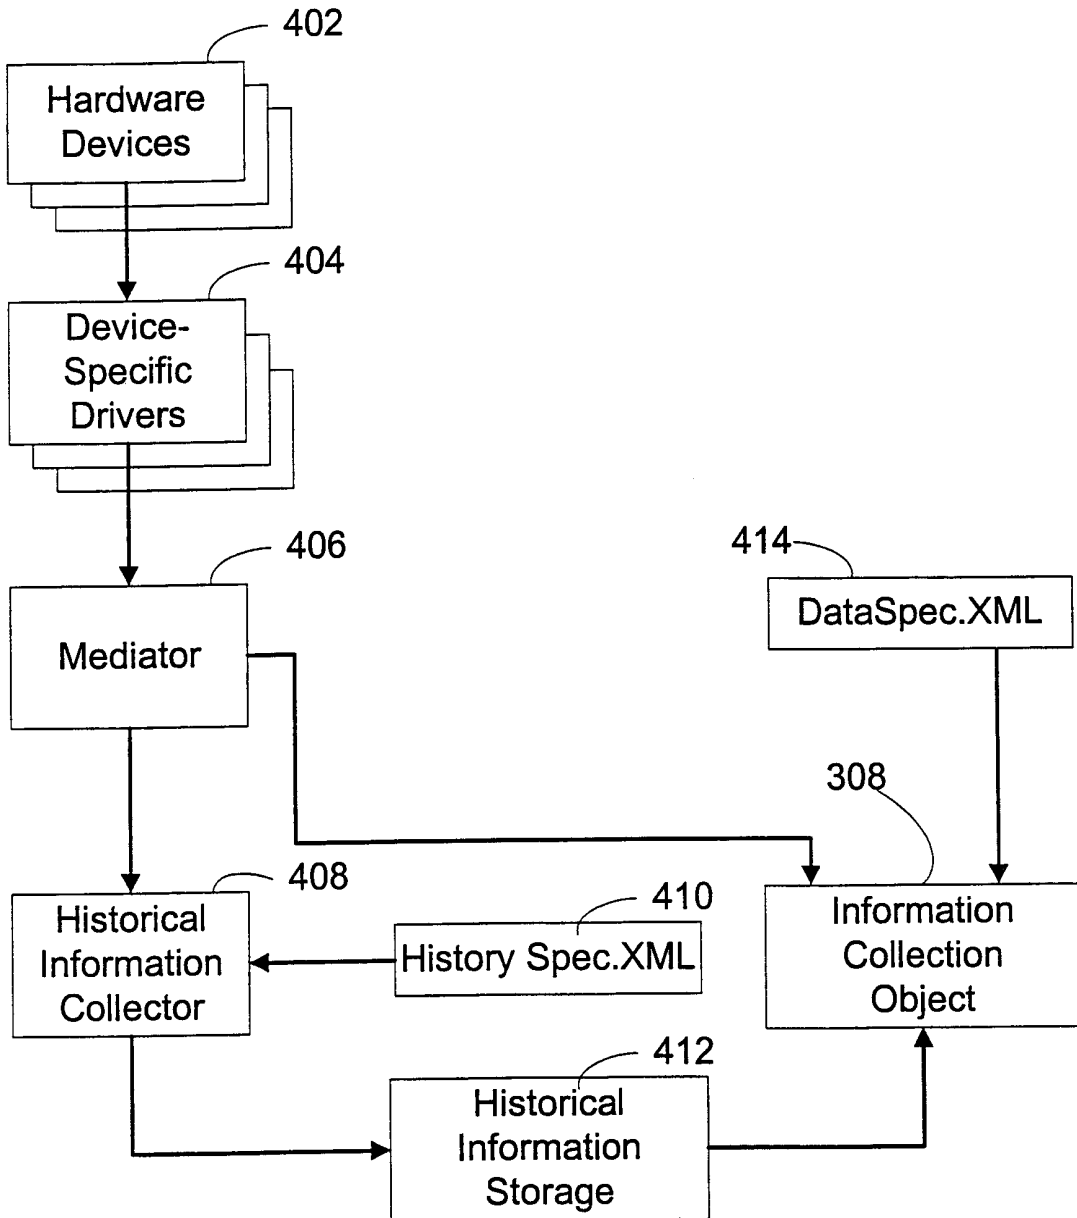 402
Hardware
Devices
404
Device-
Specific
Drivers
406
Mediator
414
DataSpec.XML
308
408
Historical
Information
Collector
410
History Spec.XML
Information
Collection
Object
412
Historical
Information
Storage